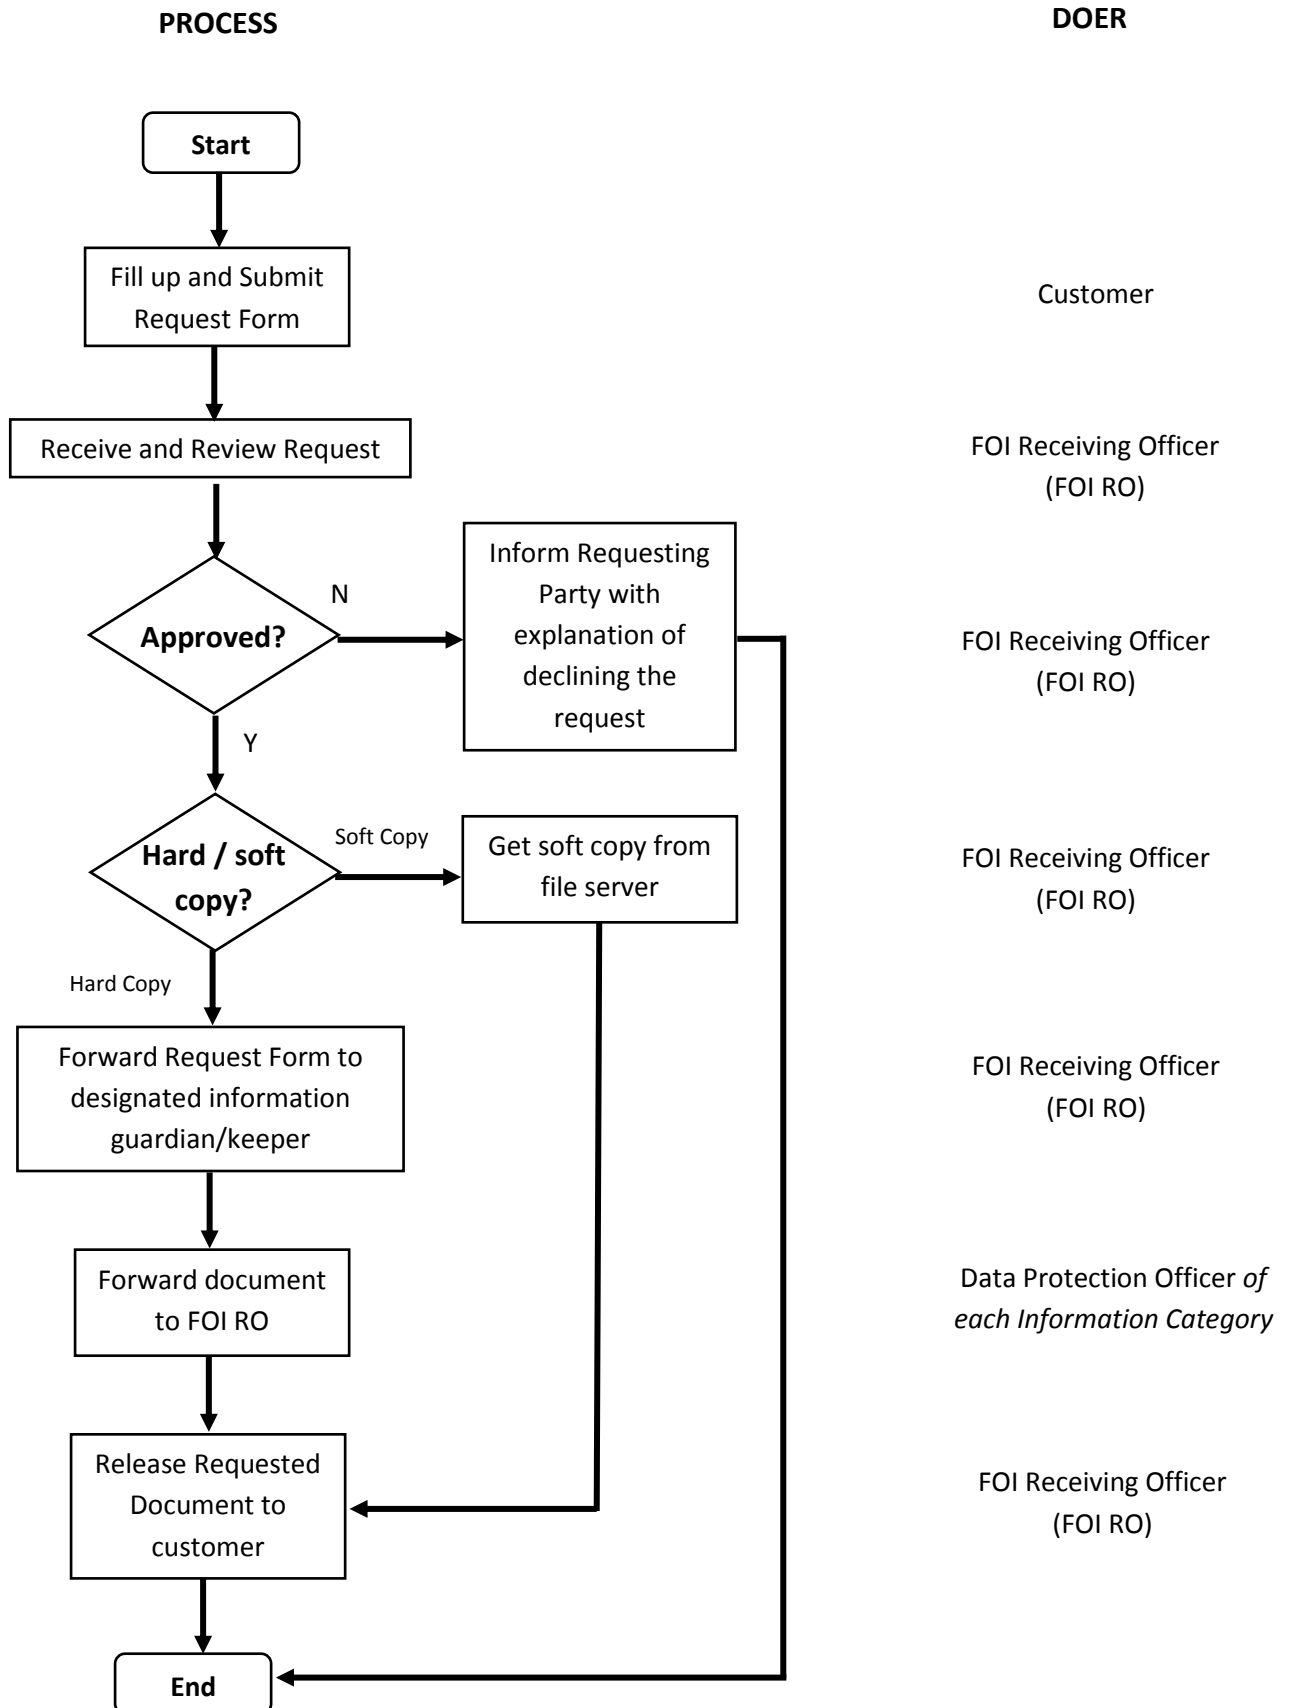 PROCESS
DOER
Start
Fill up and Submit
Request Form
Customer
Receive and Review Request
FOI Receiving Officer
(FOI RO)
Approved?
N
Inform Requesting
Party with
explanation of
declining the
request
FOI Receiving Officer
(FOI RO)
Y
Hard / soft
copy?
Soft Copy
Get soft copy from
file server
FOI Receiving Officer
(FOI RO)
Hard Copy
Forward Request Form to
designated information
guardian/keeper
FOI Receiving Officer
(FOI RO)
Forward document
to FOI RO
Data Protection Officer of
each Information Category
Release Requested
Document to
customer
FOI Receiving Officer
(FOI RO)
End